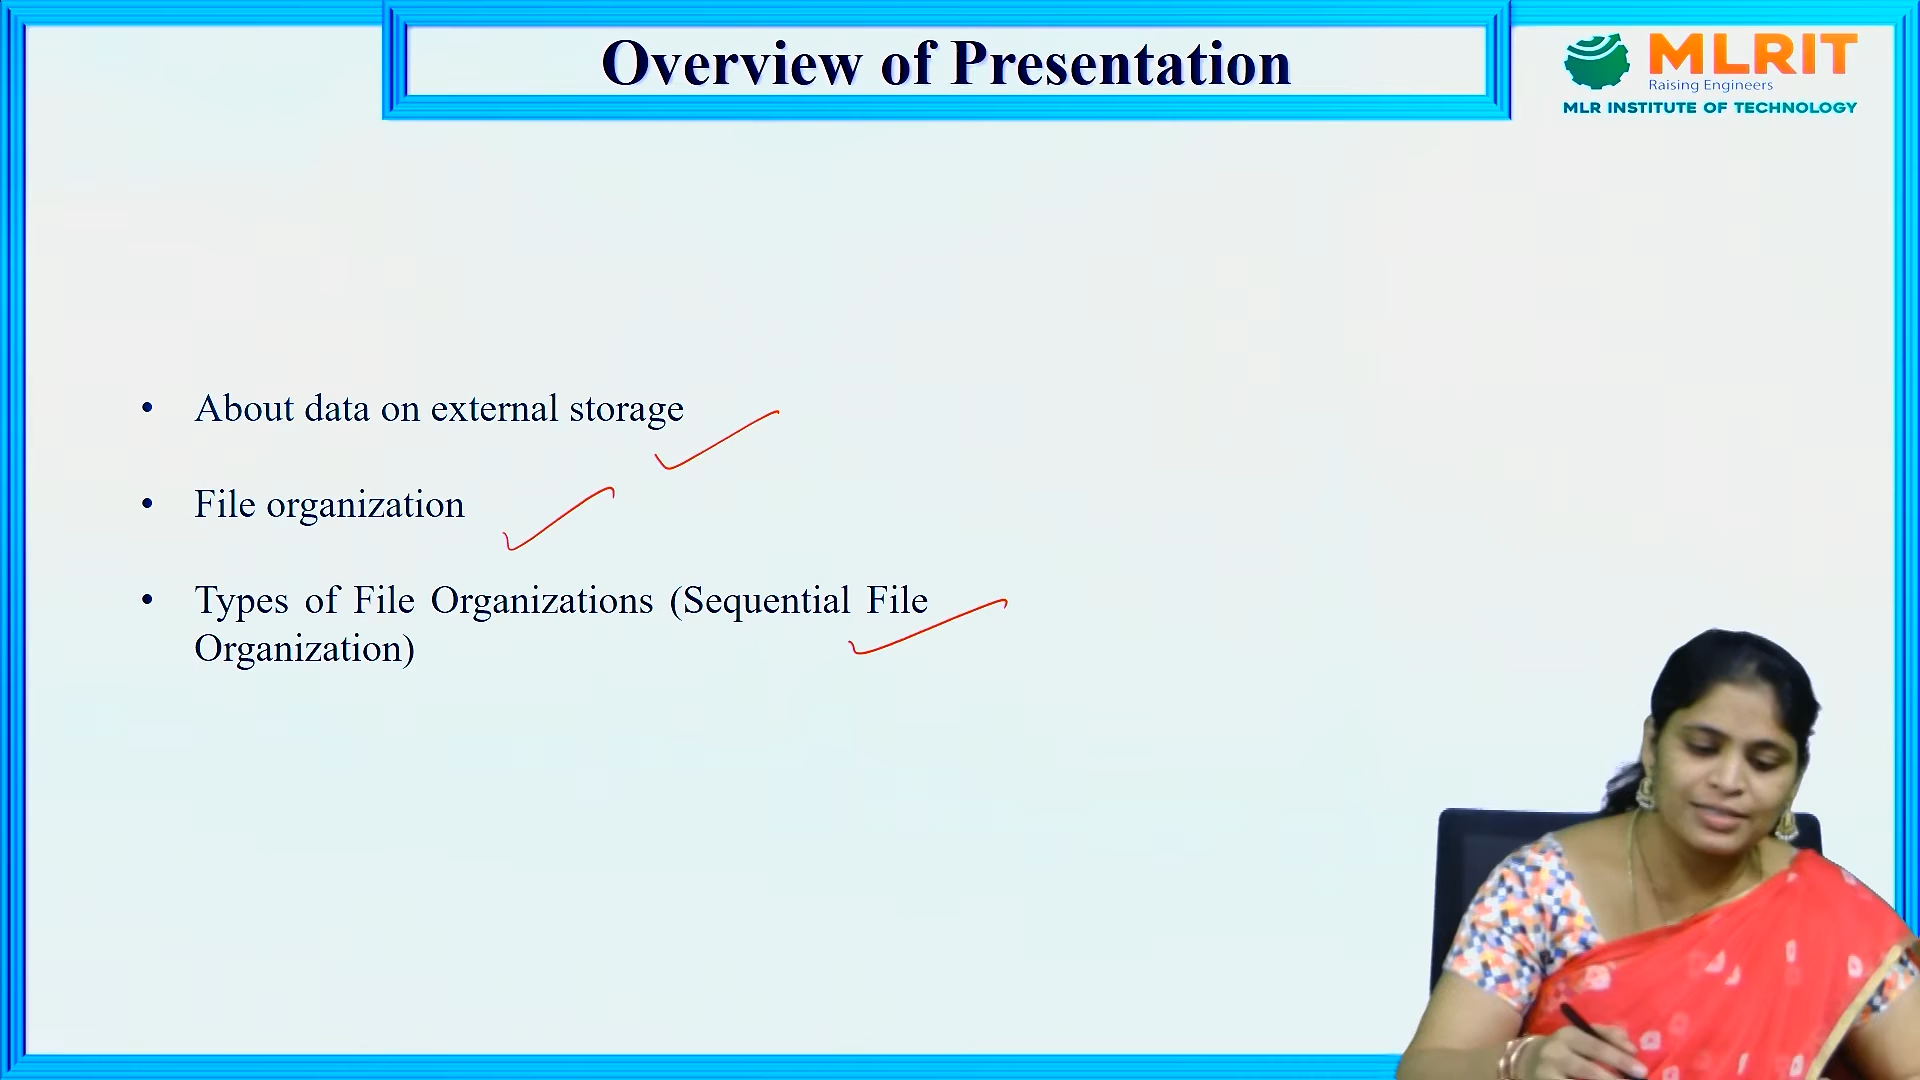 Overview of Presentation
MLRIT
Raising Engineers
MLR INSTITUTE OF TECHNOLOGY
• About data on external storage
• File organization
• Types of File Organizations (Sequential File
Organization)